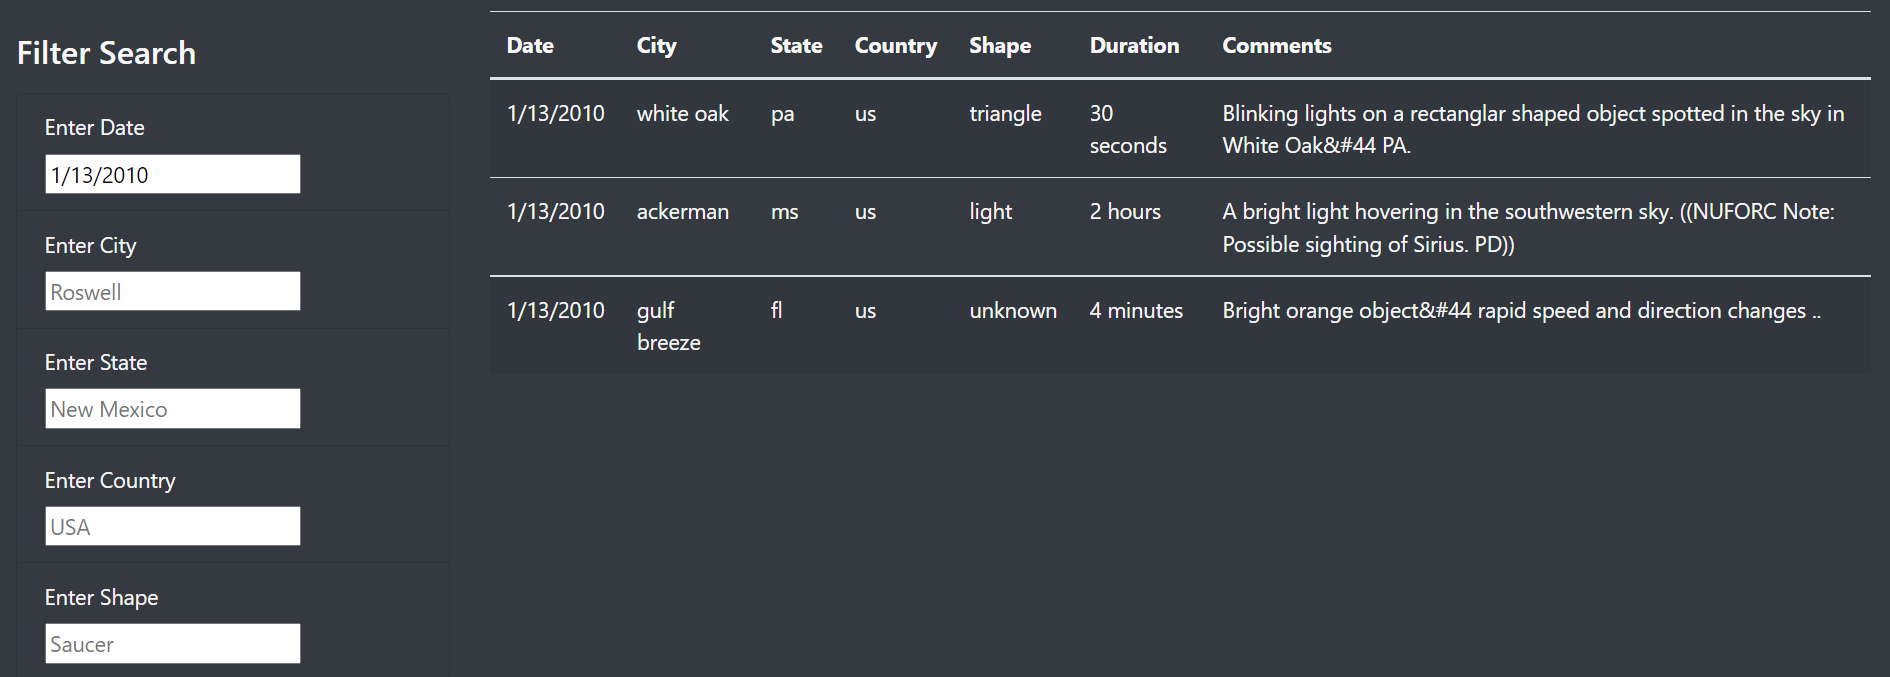 Filter Search
Enter Date
1/13/2010
Enter City
Roswell
Enter State
New Mexico
Enter Country
USA
Enter Shape
Saucer
Date City State Country Shape Duration Comments
1/13/2010 white oak pa us triangle 30 seconds Blinking lights on a rectanglar shaped object spotted in the sky in
White Oak&#44 PA.
1/13/2010 ackerman ms us light 2 hours A bright light hovering in the southwestern sky. ((NUFORC Note:
Possible sighting of Sirius. PD))
1/13/2010 gulf breeze fl us unknown 4 minutes Bright orange object&#44 rapid speed and direction changes ..